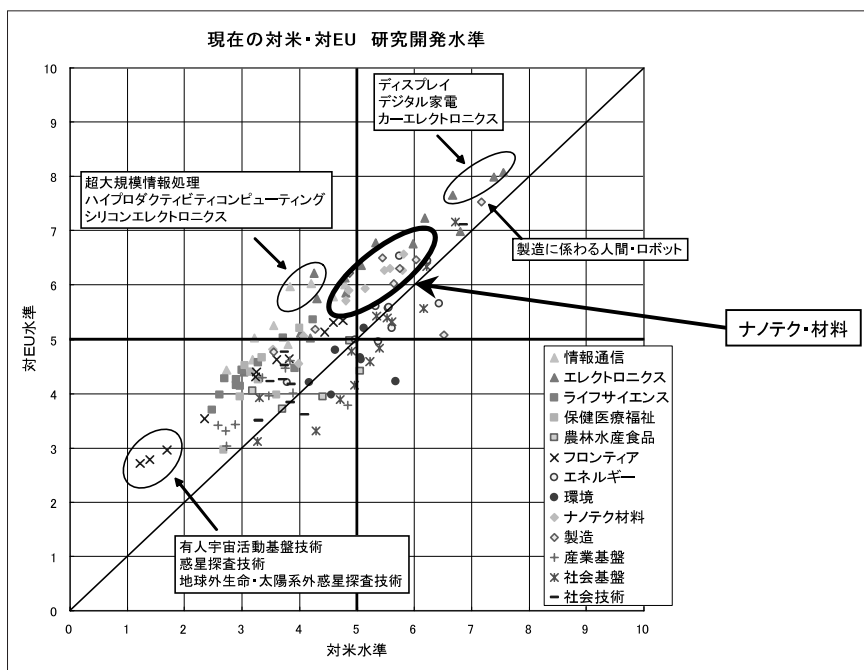 現在の対米・対EU 研究開発水準
ディスプレイ
デジタル家電
カーエレクトロニクス
超大規模情報処理
ハイプロダクティビティコンピューティング
シリコンエレクトロニクス
製造に係わる人間・ロボット
ナノテク・材料
有人宇宙活動基盤技術
惑星探査技術
地球外生命・太陽系外惑星探査技術
情報通信
エレクトロニクス
ライフサイエンス
保健医療福祉
農林水産食品
フロンティア
エネルギー
環境
ナノテク材料
製造
産業基盤
社会基盤
社会技術
対EU水準
10
9
8
7
6
5
4
3
2
1
0
0 1 2 3 4 5 6 7 8 9 10
対米水準